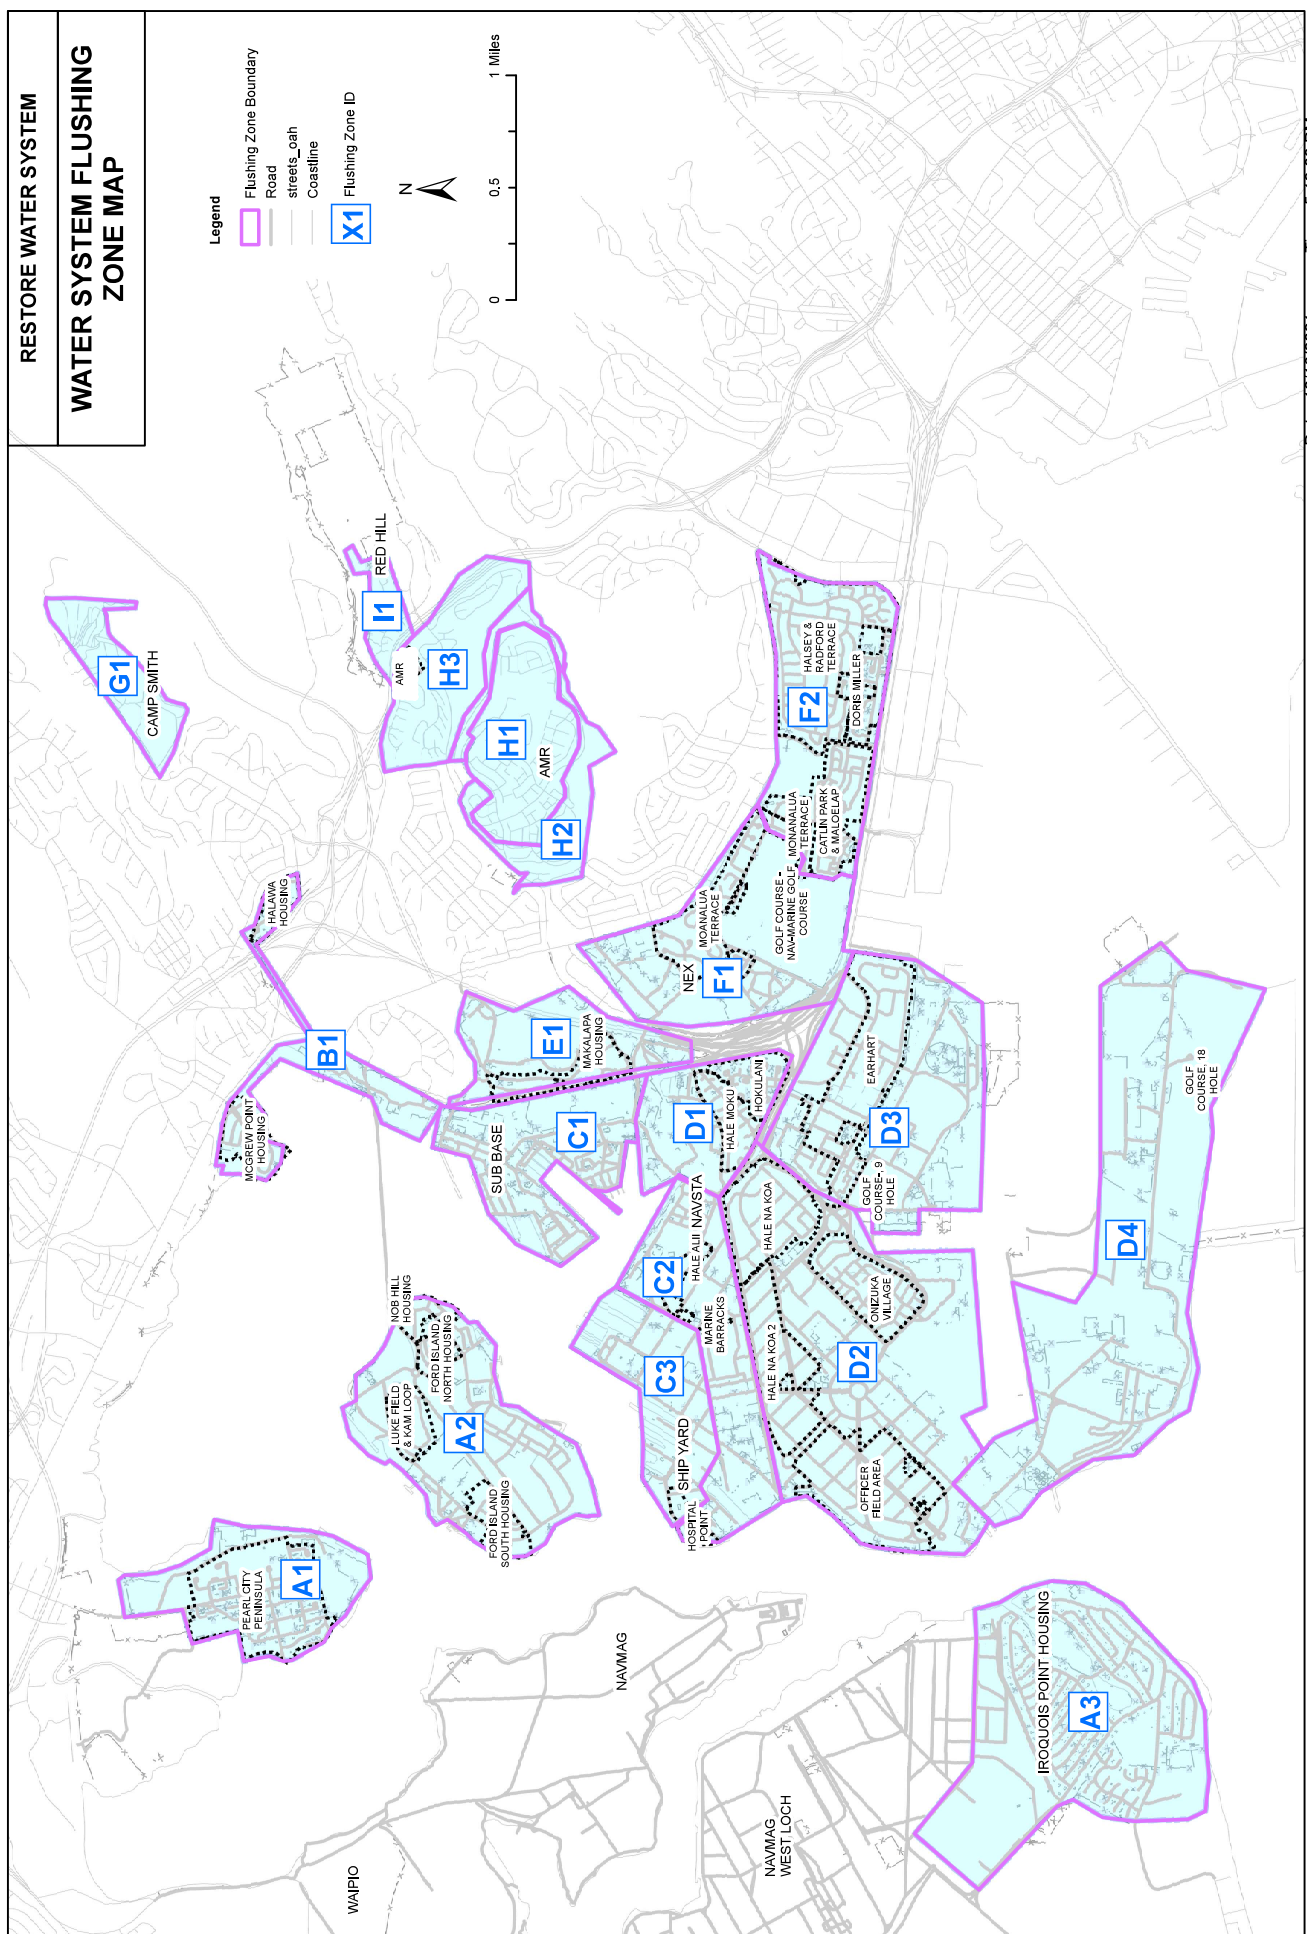 RESTORE WATER SYSTEM
WATER SYSTEM FLUSHING
ZONE MAP
Legend
Flushing Zone Boundary
Road
streets_oah
Coastline
X1
Flushing Zone ID
N
0
0.5
1 Miles
G1
CAMP SMITH
I1
RED HILL
AMR
H3
H1
AMR
H2
HALAWA
HOUSING
B1
MCGREW POINT
HOUSING
E1
MAKALAPA
HOUSING
SUB BASE
C1
D1
HALE MOKU
HOKULANI
NAVSTA
HALE ALII
C2
MARINE
BARRACKS
C3
SHIP YARD
HOSPITAL
POINT
NOB HILL
HOUSING
FORD ISLAND
NORTH HOUSING
LUKE FIELD
& KAM LOOP
A2
FORD ISLAND
SOUTH HOUSING
PEARL CITY
PENINSULA
A1
NEX
F1
MOANALUA
TERRACE
GOLF COURSE -
NAV-MARINE GOLF
COURSE
MONANALUA
TERRACE
CATLIN PARK
& MALOELAP
F2
HALSEY &
RADFORD
TERRACE
DORIS MILLER
EARHART
D3
GOLF
COURSE-, 9
HOLE
HALE NA KOA
ONIZUKA
VILLAGE
HALE NA KOA 2
D2
OFFICER
FIELD AREA
D4
GOLF
COURSE, 18
HOLE
IROQUOIS POINT HOUSING
A3
NAVMAG
NAVMAG
WEST LOCH
WAIPIO